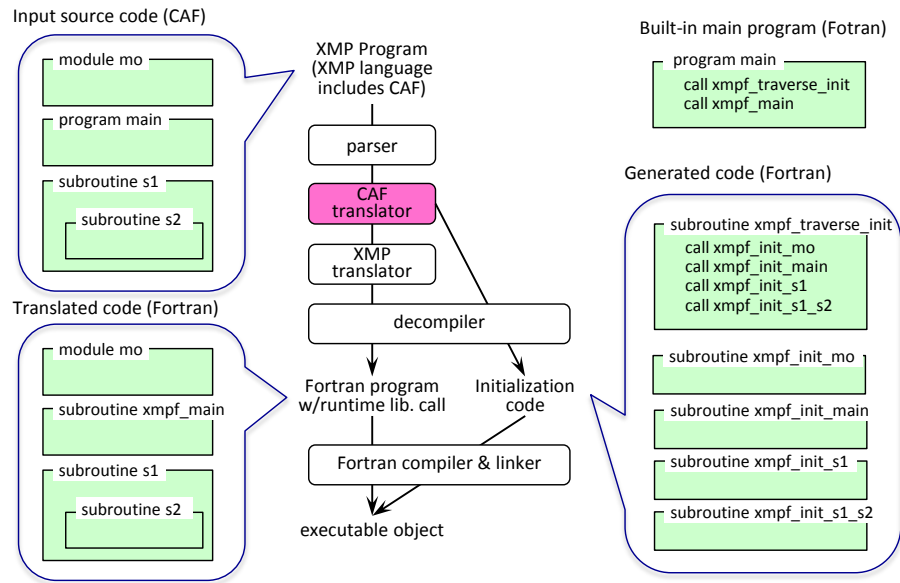 Input source code (CAF)
module mo
program main
subroutine s1
subroutine s2
Translated code (Fortran)
module mo
subroutine xmpf_main
subroutine s1
subroutine s2
XMP Program
(XMP language
includes CAF)
parser
CAF
translator
XMP
translator
decompiler
Fortran program
w/runtime lib. call
Initialization
code
Fortran compiler & linker
executable object
Built-in main program (Fotran)
program main
call xmpf_traverse_init
call xmpf_main
Generated code (Fortran)
subroutine xmpf_traverse_init
call xmpf_init_mo
call xmpf_init_main
call xmpf_init_s1
call xmpf_init_s1_s2
subroutine xmpf_init_mo
subroutine xmpf_init_main
subroutine xmpf_init_s1
subroutine xmpf_init_s1_s2